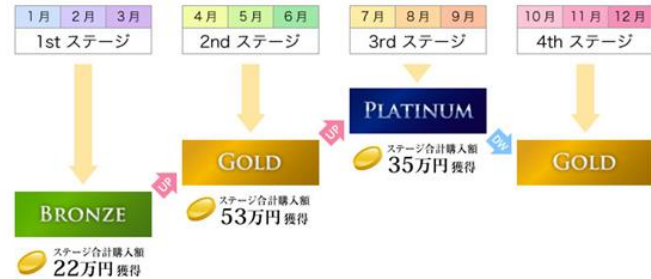 1月 2月 3月
1st ステージ
4月 5月 6月
2nd ステージ
7月 8月 9月
3rd ステージ
10月 11月 12月
4th ステージ
PLATINUM
UP
ステージ合計購入額
35万円獲得
DW
GOLD
GOLD
UP
ステージ合計購入額
53万円獲得
BRONZE
ステージ合計購入額
22万円獲得